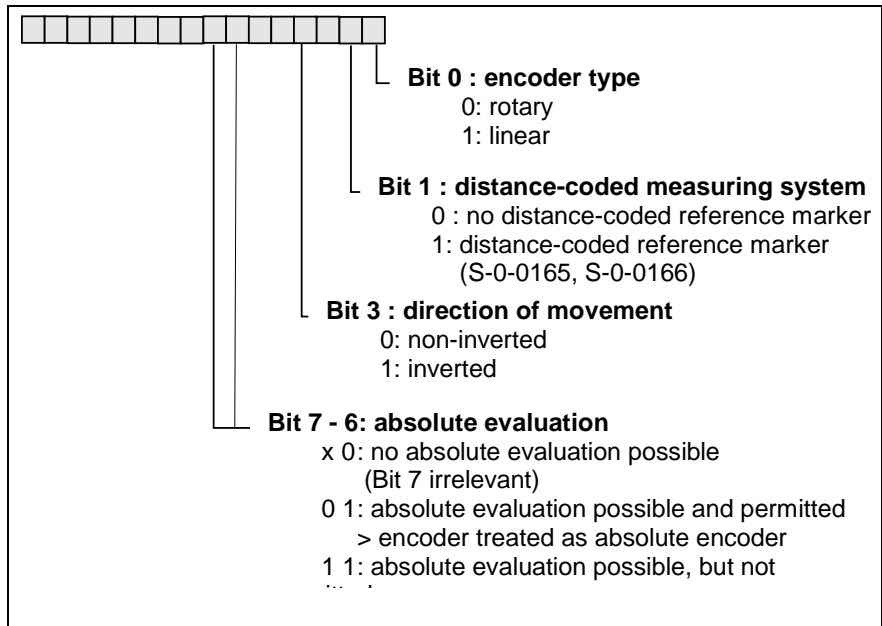 Bit 0 : encoder type
0: rotary
1: linear
Bit 1 : distance-coded measuring system
0 : no distance-coded reference marker
1: distance-coded reference marker
(S-0-0165, S-0-0166)
Bit 3 : direction of movement
0: non-inverted
1: inverted
Bit 7 - 6: absolute evaluation
x 0: no absolute evaluation possible
(Bit 7 irrelevant)
0 1: absolute evaluation possible and permitted
> encoder treated as absolute encoder
1 1: absolute evaluation possible, but not